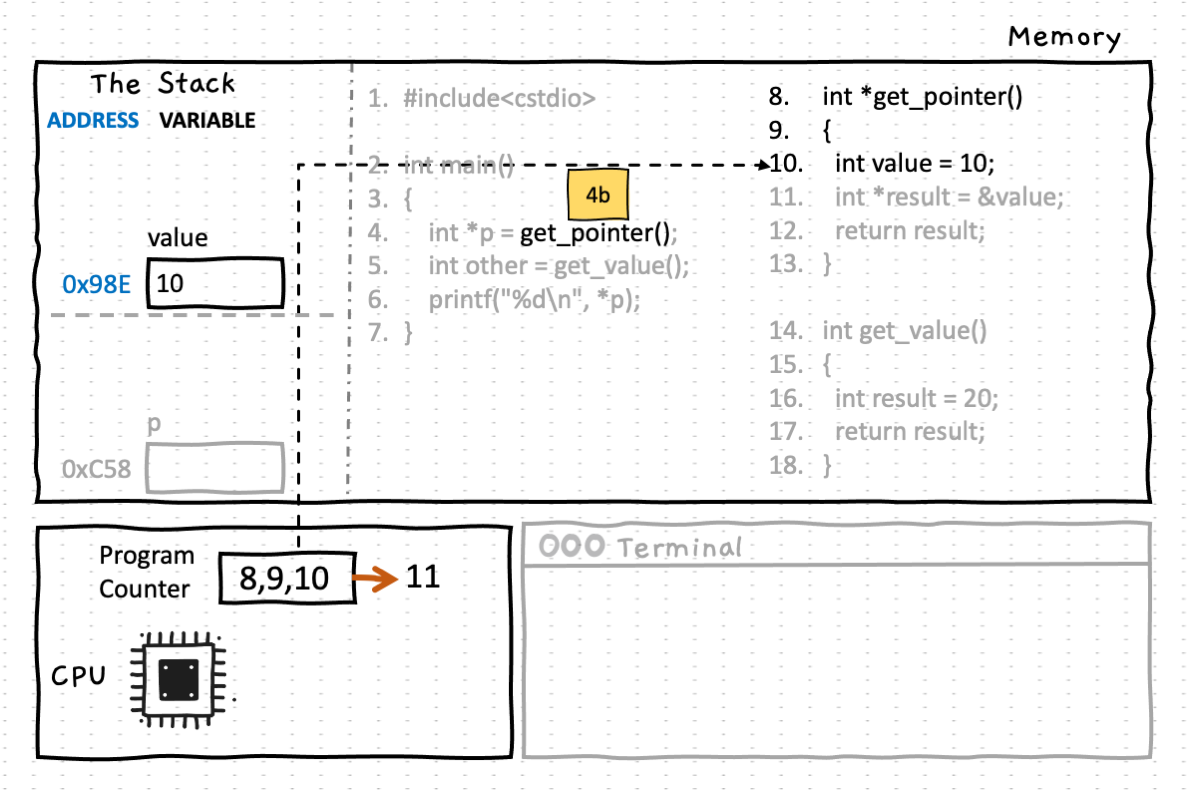 Memory
The Stack
ADDRESS VARIABLE
value
0x98E 10
p
0xC58
1. #include<cstdio>
2. int main()
3. {
4b
4. int *p = get_pointer();
5. int other = get_value();
6. printf("%d\n", *p);
7. }
8. int *get_pointer()
9. {
10. int value = 10;
11. int *result = &value;
12. return result;
13. }
14. int get_value()
15. {
16. int result = 20;
17. return result;
18. }
Program
Counter
8,9,10 11
CPU
Terminal